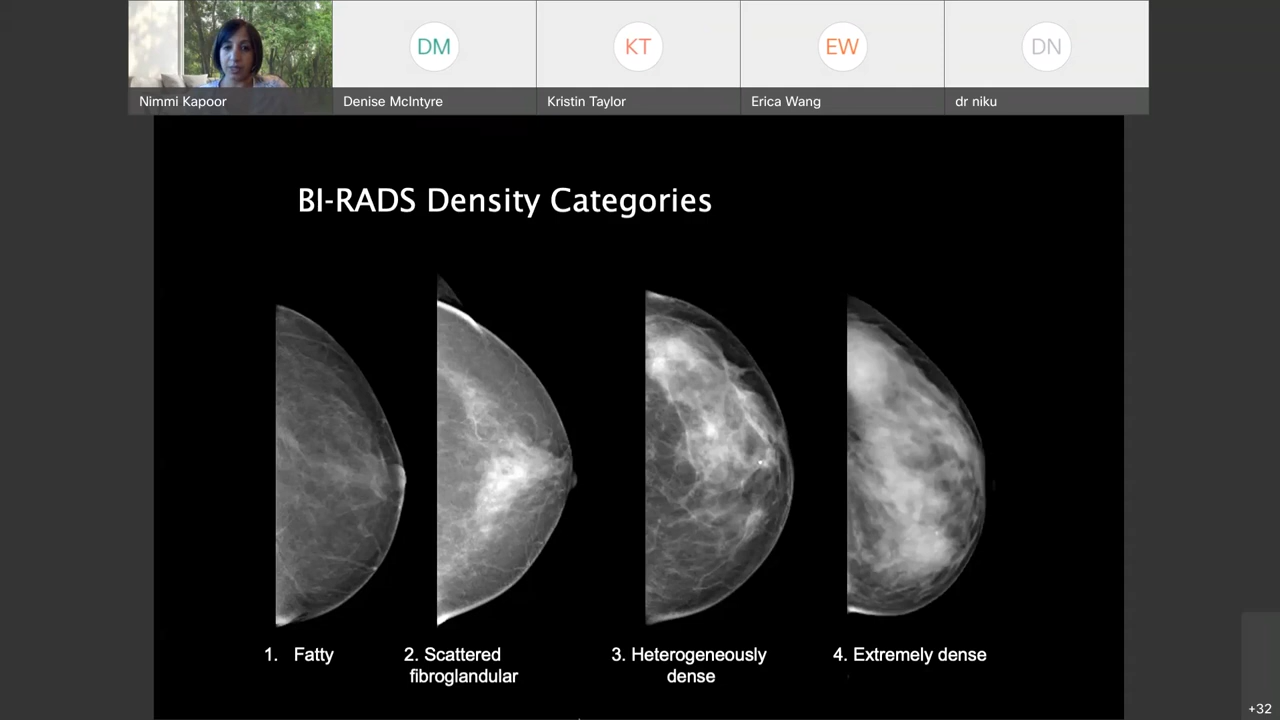 DM
KT
EW
DN
Nimmi Kapoor
Denise McIntyre
Kristin Taylor
Erica Wang
dr niku
BI-RADS Density Categories
1. Fatty
2. Scattered
fibroglandular
3. Heterogeneously
dense
4. Extremely dense
+32